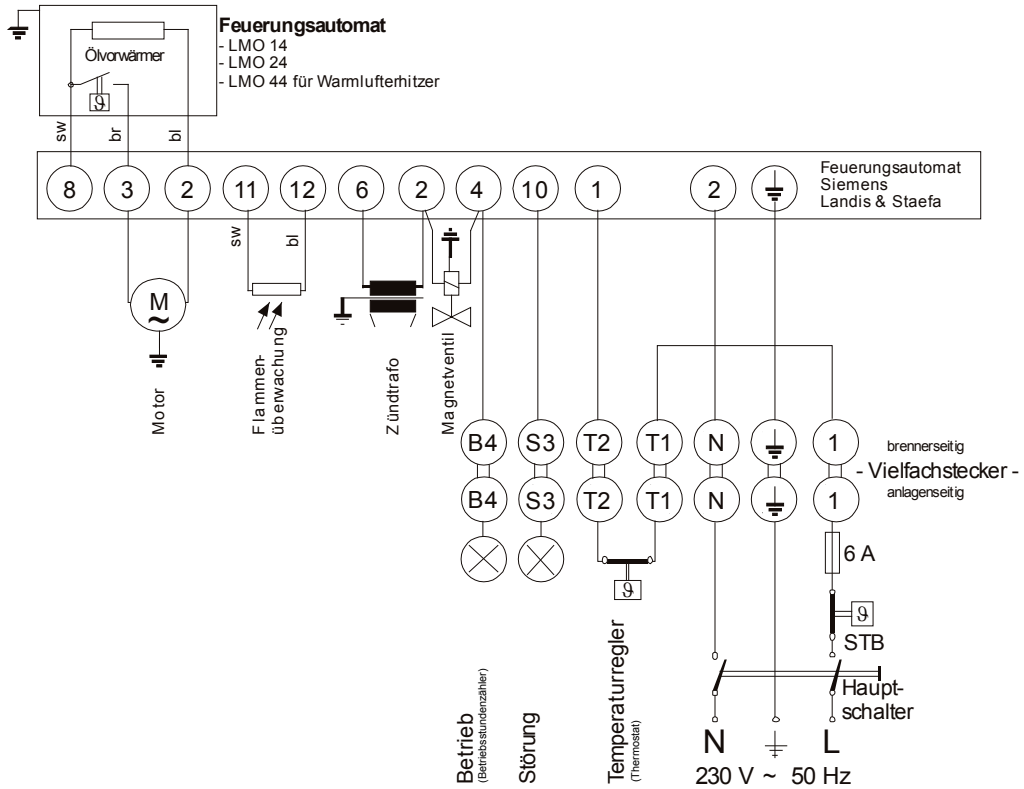 Feuerungsautomat
- LMO 14
- LMO 24
- LMO 44 für Warmlufterhitzer
Ölvorwärmer
ϑ
sw
br
bl
8
3
2
11
12
6
2
4
10
1
2
Feuerungsautomat
Siemens
Landis & Staefa
sw
bl
M
~
Motor
Flammen-
überwachung
Zündtrafo
Magnetventil
B4
S3
T2
T1
N
1
brennerseitig
- Vielfachstecker -
anlagenseitig
B4
S3
T2
T1
N
1
6 A
ϑ
ϑ
STB
Haupt-
schalter
Betrieb
(Betriebsstundenzähler)
Störung
Temperaturregler
(Thermostat)
N
L
230 V ~ 50 Hz